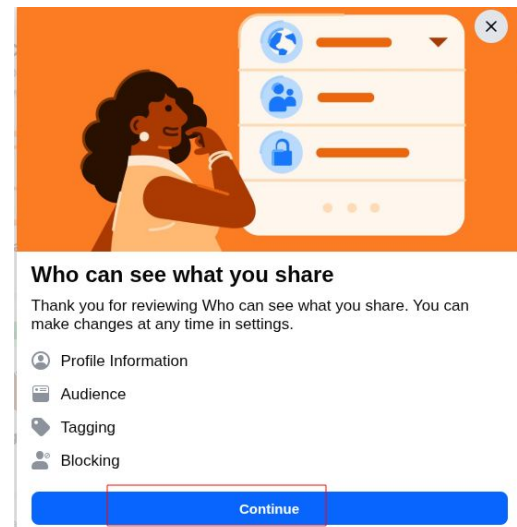 Who can see what you share
Thank you for reviewing Who can see what you share. You can
make changes at any time in settings.
Profile Information
Audience
Tagging
Blocking
Continue